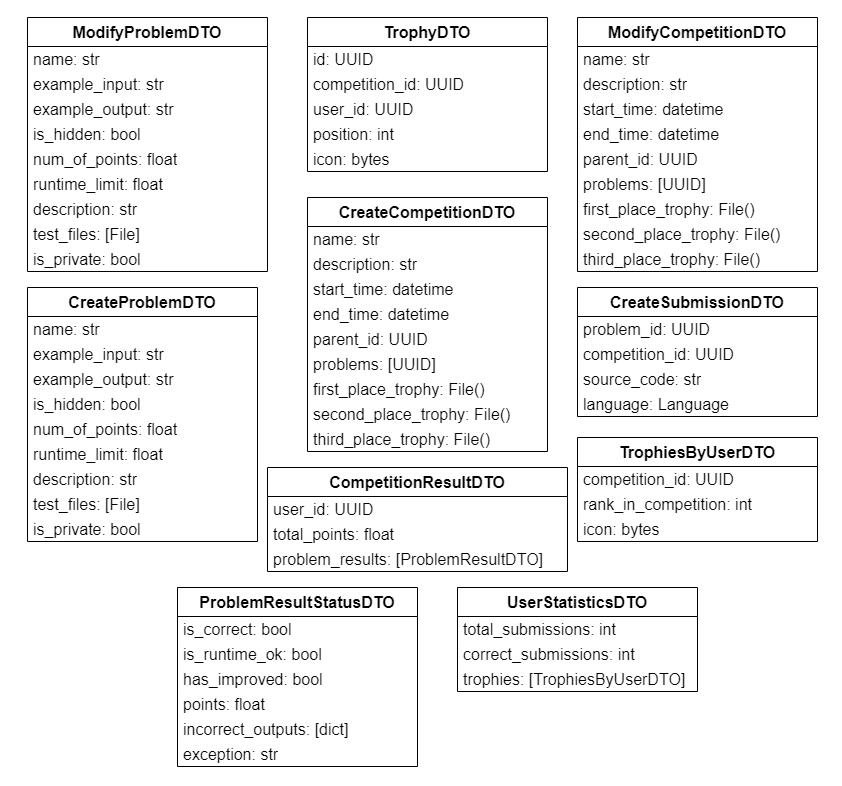 ModifyProblemDTO
name: str
example_input: str
example_output: str
is_hidden: bool
num_of_points: float
runtime_limit: float
description: str
test_files: [File]
is_private: bool
TrophyDTO
id: UUID
competition_id: UUID
user_id: UUID
position: int
icon: bytes
ModifyCompetitionDTO
name: str
description: str
start_time: datetime
end_time: datetime
parent_id: UUID
problems: [UUID]
first_place_trophy: File()
second_place_trophy: File()
third_place_trophy: File()
CreateCompetitionDTO
name: str
description: str
start_time: datetime
end_time: datetime
parent_id: UUID
problems: [UUID]
first_place_trophy: File()
second_place_trophy: File()
third_place_trophy: File()
CreateProblemDTO
name: str
example_input: str
example_output: str
is_hidden: bool
num_of_points: float
runtime_limit: float
description: str
test_files: [File]
is_private: bool
CreateSubmissionDTO
problem_id: UUID
competition_id: UUID
source_code: str
language: Language
TrophiesByUserDTO
competition_id: UUID
rank_in_competition: int
icon: bytes
CompetitionResultDTO
user_id: UUID
total_points: float
problem_results: [ProblemResultDTO]
ProblemResultStatusDTO
is_correct: bool
is_runtime_ok: bool
has_improved: bool
points: float
incorrect_outputs: [dict]
exception: str
UserStatisticsDTO
total_submissions: int
correct_submissions: int
trophies: [TrophiesByUserDTO]